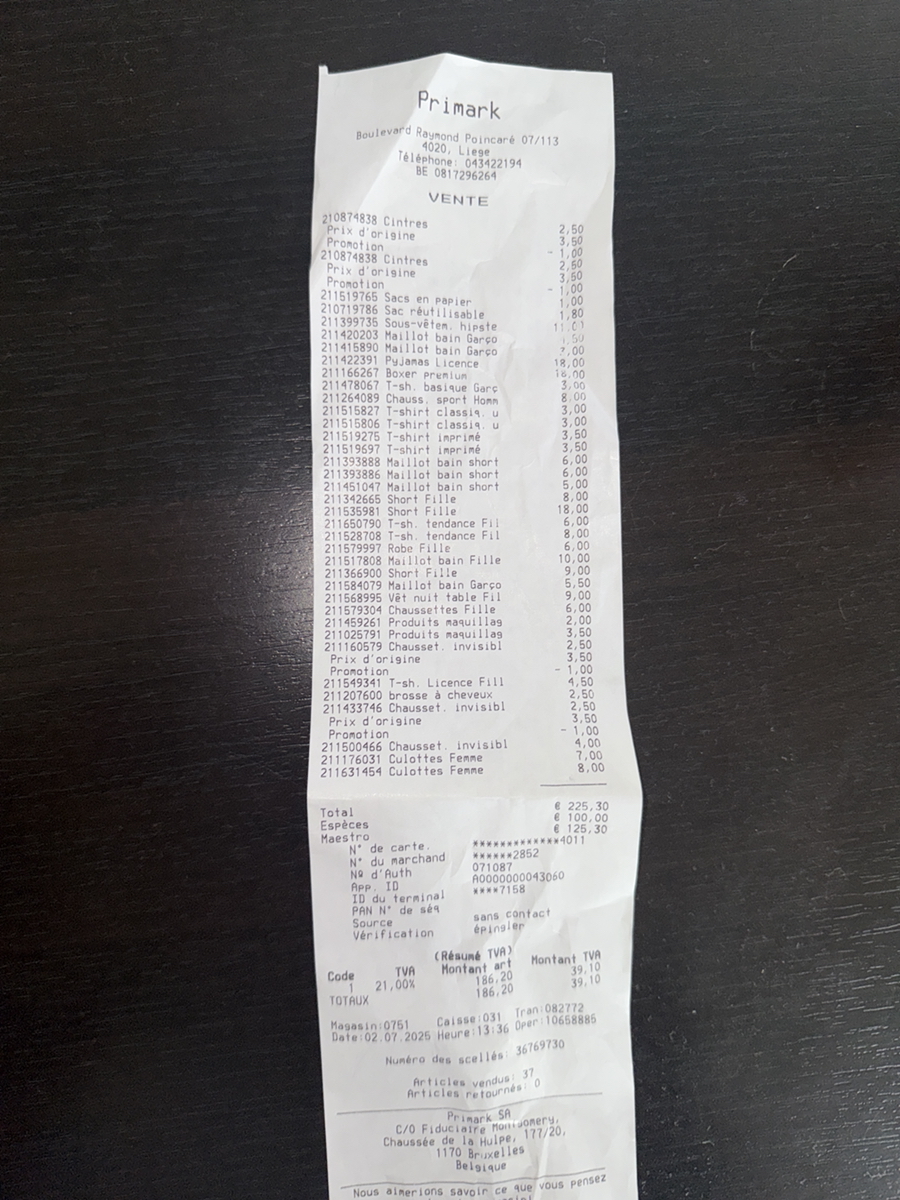 Primark
Boulevard Raymond Poincaré 07/113
4020, Liege
Téléphone: 043422194
BE 0817296264
VENTE
210874838 Cintres 2,50
Prix d'origine 3,50
Promotion - 1,00
210874838 Cintres 2,50
Prix d'origine 3,50
Promotion - 1,00
211519765 Sacs en papier 1,00
210719786 Sac réutilisable 1,80
211399735 Sous-vêtem. hipste
211420203 Maillot bain Garço
211415890 Maillot bain Garço
211422391 Pyjamas Licence 18,00
211166267 Boxer premium
211478067 T-sh. basique Garç 3,00
211264089 Chauss. sport Homm 8,00
211515827 T-shirt classiq. u 3,00
211515806 T-shirt classiq. u 3,00
211519275 T-shirt imprimé 3,50
211519697 T-shirt imprimé 3,50
211393888 Maillot bain short 6,00
211393886 Maillot bain short 6,00
211451047 Maillot bain short 5,00
211342665 Short Fille 8,00
211535981 Short Fille 18,00
211650790 T-sh. tendance Fil 6,00
211528708 T-sh. tendance Fil 8,00
211579997 Robe Fille 6,00
211517808 Maillot bain Fille 10,00
211366900 Short Fille 9,00
211584079 Maillot bain Garço 5,50
211568995 Vêt nuit table Fil 9,00
211579304 Chaussettes Fille 6,00
211459261 Produits maquillag 2,00
211025791 Produits maquillag 3,50
211160579 Chausset. invisibl 2,50
Prix d'origine 3,50
Promotion - 1,00
211549341 T-sh. Licence Fill 4,50
211207600 brosse à cheveux 2,50
211433746 Chausset. invisibl 2,50
Prix d'origine 3,50
Promotion - 1,00
211500466 Chausset. invisibl 4,00
211176031 Culottes Femme 7,00
211631454 Culottes Femme 8,00
Total € 225,30
Espèces € 100,00
Maestro € 125,30
N° de carte. *************4011
N° du marchand ******2852
Nº d'Auth 071087
App. ID A0000000043060
ID du terminal ****7158
PAN N° de séq
Source sans contact
Vérification épingler
(Résumé TVA)
Code TVA Montant art Montant TVA
1 21,00% 186,20 39,10
TOTAUX 186,20 39,10
Magasin:0751 Caisse:031 Tran:082772
Date:02.07.2025 Heure:13:36 Oper:10658885
Numéro des scellés: 36769730
Articles vendus: 37
Articles retournés: 0
Primark SA
C/O Fiduciaire Montgomery,
Chaussée de la Hulpe, 177/20,
1170 Bruxelles
Belgique
Nous aimerions savoir ce que vous pensez